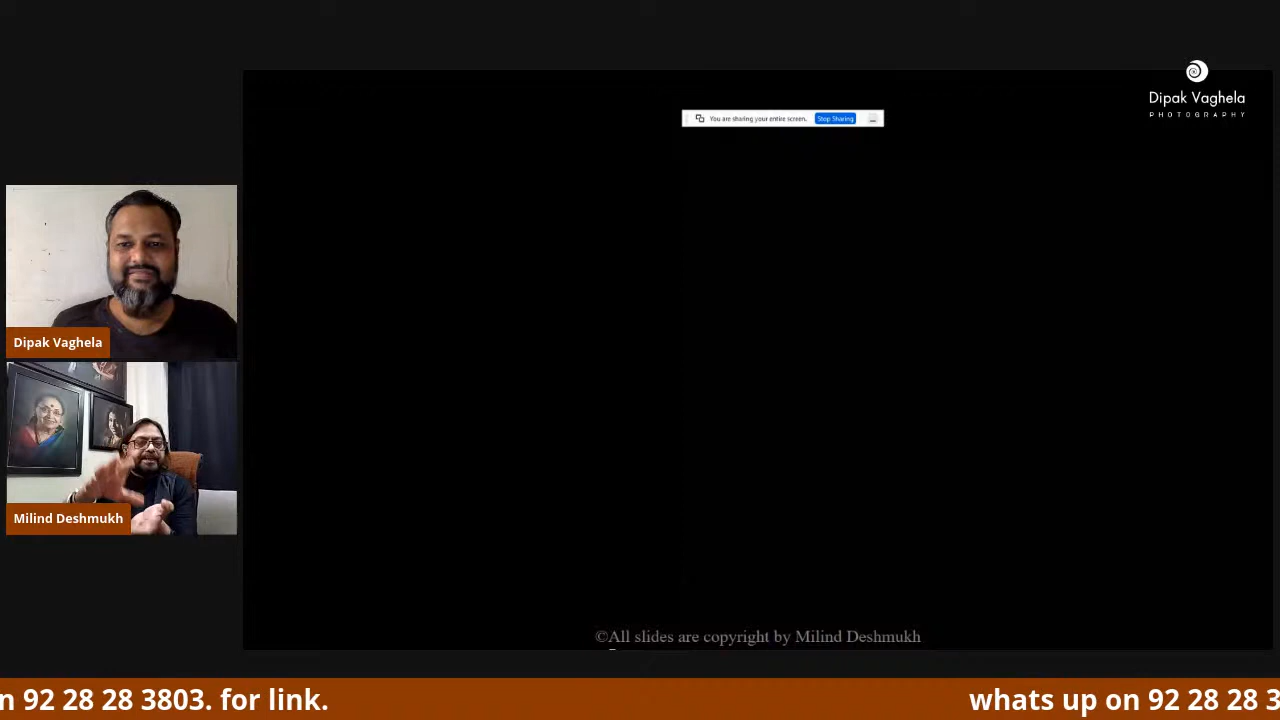 Dipak Vaghela
PHOTOGRAPHY
You are sharing your entire screen. Stop Sharing
Dipak Vaghela
Milind Deshmukh
©All slides are copyright by Milind Deshmukh
n 92 28 28 3803. for link. whats up on 92 28 28 3